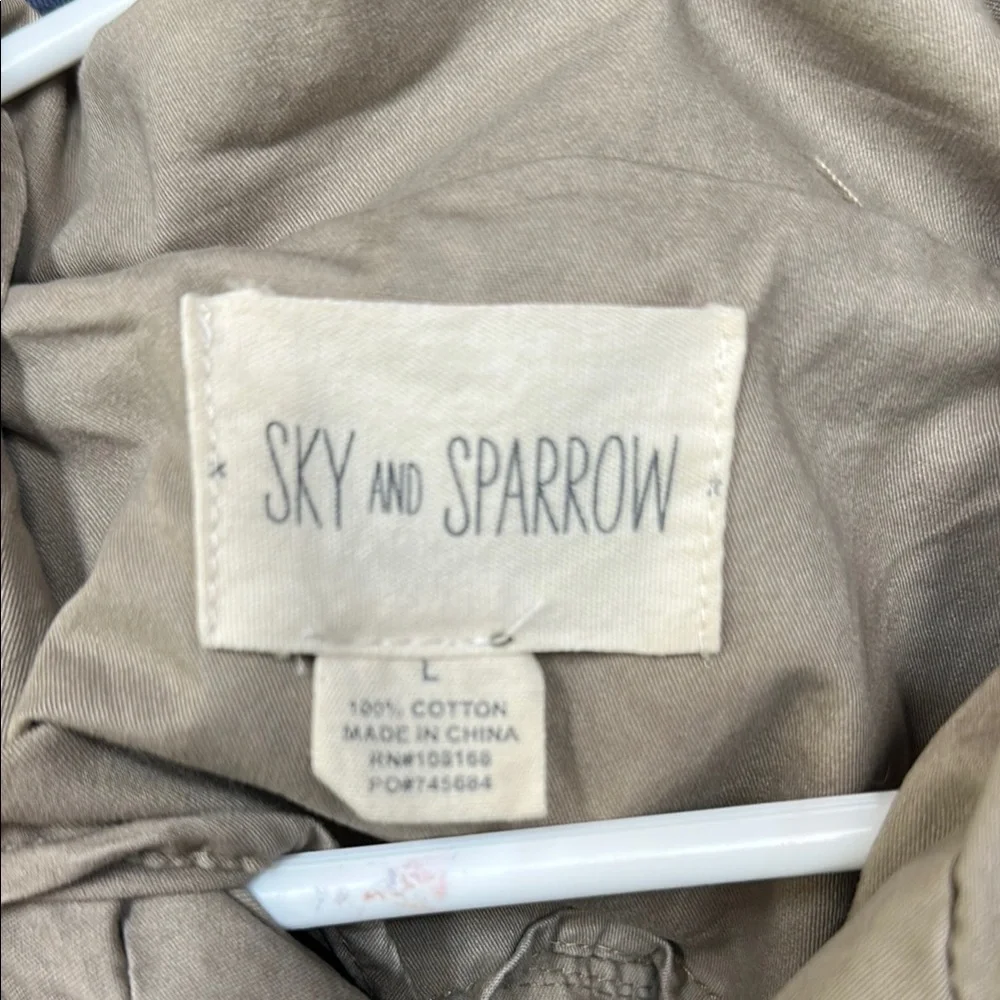 SKY AND SPARROW
L
100% COTTON
MADE IN CHINA
RN#109168
PO#745684